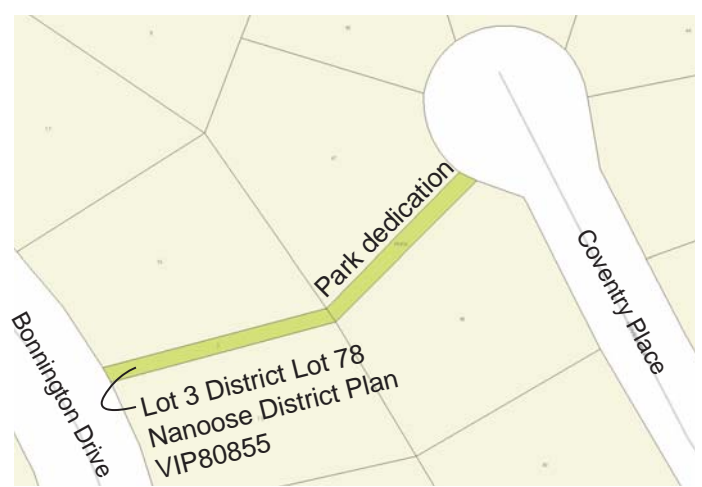 Park dedication
Coventry Place
Bonnington Drive
Lot 3 District Lot 78
Nanoose District Plan
VIP80855